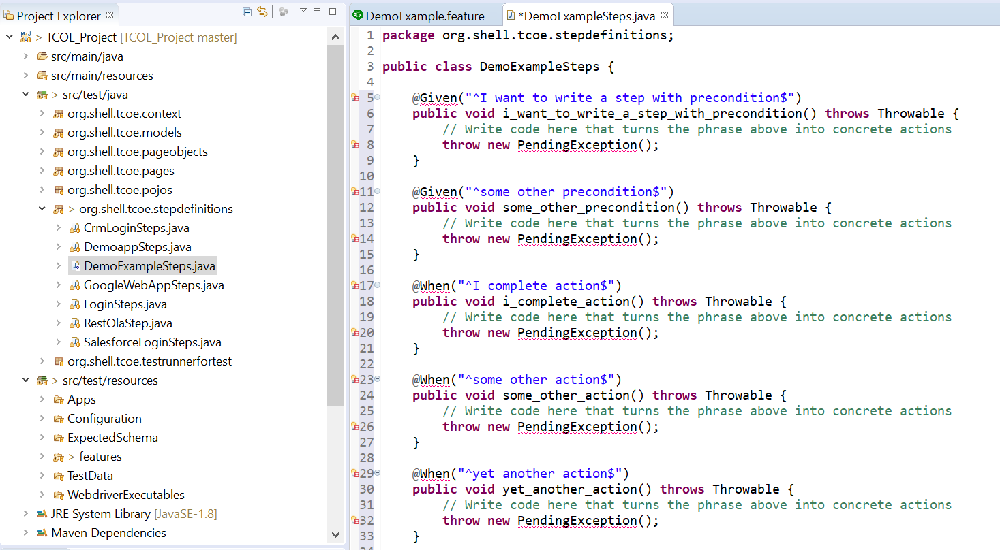 Project Explorer
> TCOE_Project [TCOE_Project master]
src/main/java
src/main/resources
> src/test/java
org.shell.tcoe.context
org.shell.tcoe.models
org.shell.tcoe.pageobjects
org.shell.tcoe.pages
org.shell.tcoe.pojos
> org.shell.tcoe.stepdefinitions
CrmLoginSteps.java
DemoappSteps.java
DemoExampleSteps.java
GoogleWebAppSteps.java
LoginSteps.java
RestOlaStep.java
SalesforceLoginSteps.java
org.shell.tcoe.testrunnerfortest
> src/test/resources
Apps
Configuration
ExpectedSchema
> features
TestData
WebdriverExecutables
JRE System Library [JavaSE-1.8]
Maven Dependencies
DemoExample.feature
*DemoExampleSteps.java
1 package org.shell.tcoe.stepdefinitions;
2
3 public class DemoExampleSteps {
4
5 @Given("^I want to write a step with precondition$")
6 public void i_want_to_write_a_step_with_precondition() throws Throwable {
7 // Write code here that turns the phrase above into concrete actions
8 throw new PendingException();
9 }
10
11 @Given("^some other precondition$")
12 public void some_other_precondition() throws Throwable {
13 // Write code here that turns the phrase above into concrete actions
14 throw new PendingException();
15 }
16
17 @When("^I complete action$")
18 public void i_complete_action() throws Throwable {
19 // Write code here that turns the phrase above into concrete actions
20 throw new PendingException();
21 }
22
23 @When("^some other action$")
24 public void some_other_action() throws Throwable {
25 // Write code here that turns the phrase above into concrete actions
26 throw new PendingException();
27 }
28
29 @When("^yet another action$")
30 public void yet_another_action() throws Throwable {
31 // Write code here that turns the phrase above into concrete actions
32 throw new PendingException();
33 }